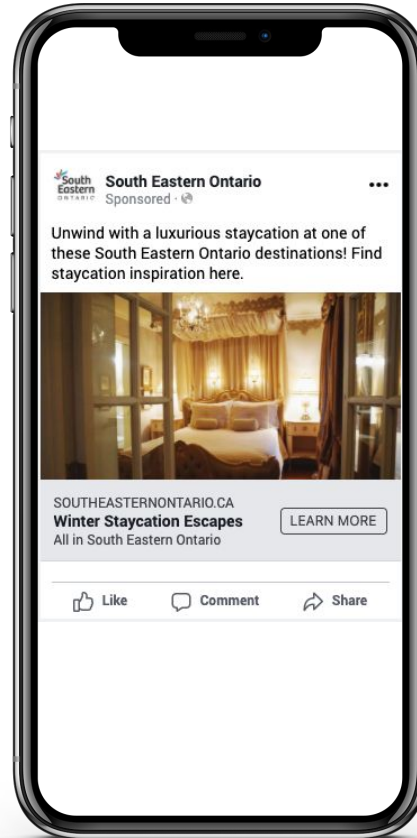 South
Eastern
ONTARIO
South Eastern Ontario
Sponsored ·
Unwind with a luxurious staycation at one of
these South Eastern Ontario destinations! Find
staycation inspiration here.
SOUTHEASTERNONTARIO.CA
Winter Staycation Escapes
All in South Eastern Ontario
LEARN MORE
Like
Comment
Share